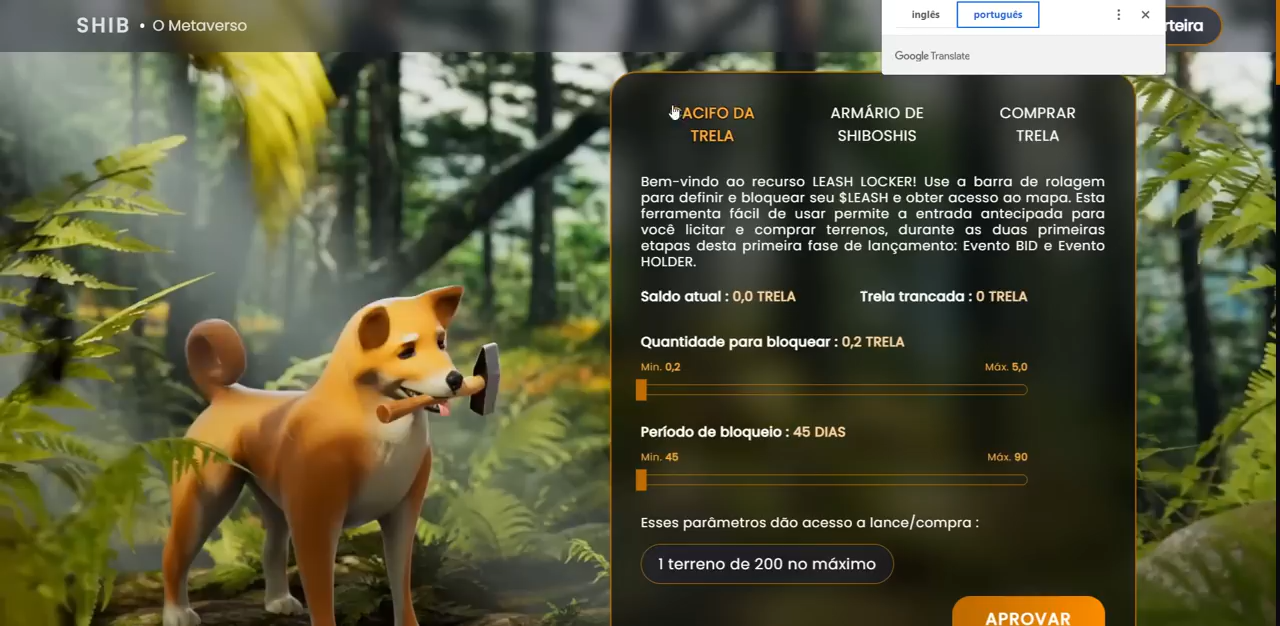 SHIB • O Metaverso
inglês português
rteira
Google Translate
ACIFO DA
TRELA
ARMÁRIO DE
SHIBOSHIS
COMPRAR
TRELA
Bem-vindo ao recurso LEASH LOCKER! Use a barra de rolagem
para definir e bloquear seu $LEASH e obter acesso ao mapa. Esta
ferramenta fácil de usar permite a entrada antecipada para
você licitar e comprar terrenos, durante as duas primeiras
etapas desta primeira fase de lançamento: Evento BID e Evento
HOLDER.
Saldo atual : 0,0 TRELA Trela trancada : 0 TRELA
Quantidade para bloquear : 0,2 TRELA
Min. 0,2 Máx. 5,0
Período de bloqueio : 45 DIAS
Min. 45 Máx. 90
Esses parâmetros dão acesso a lance/compra :
1 terreno de 200 no máximo
APROVAR